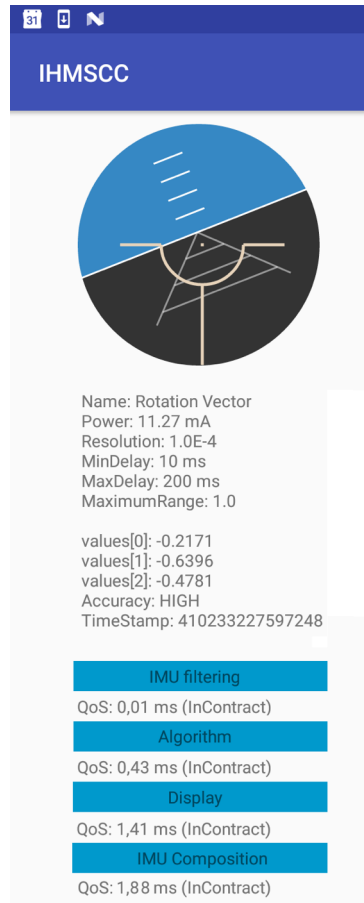 31
IHMSCC
Name: Rotation Vector
Power: 11.27 mA
Resolution: 1.0E-4
MinDelay: 10 ms
MaxDelay: 200 ms
MaximumRange: 1.0
values[0]: -0.2171
values[1]: -0.6396
values[2]: -0.4781
Accuracy: HIGH
TimeStamp: 410233227597248
IMU filtering
QoS: 0,01 ms (InContract)
Algorithm
QoS: 0,43 ms (InContract)
Display
QoS: 1,41 ms (InContract)
IMU Composition
QoS: 1,88 ms (InContract)